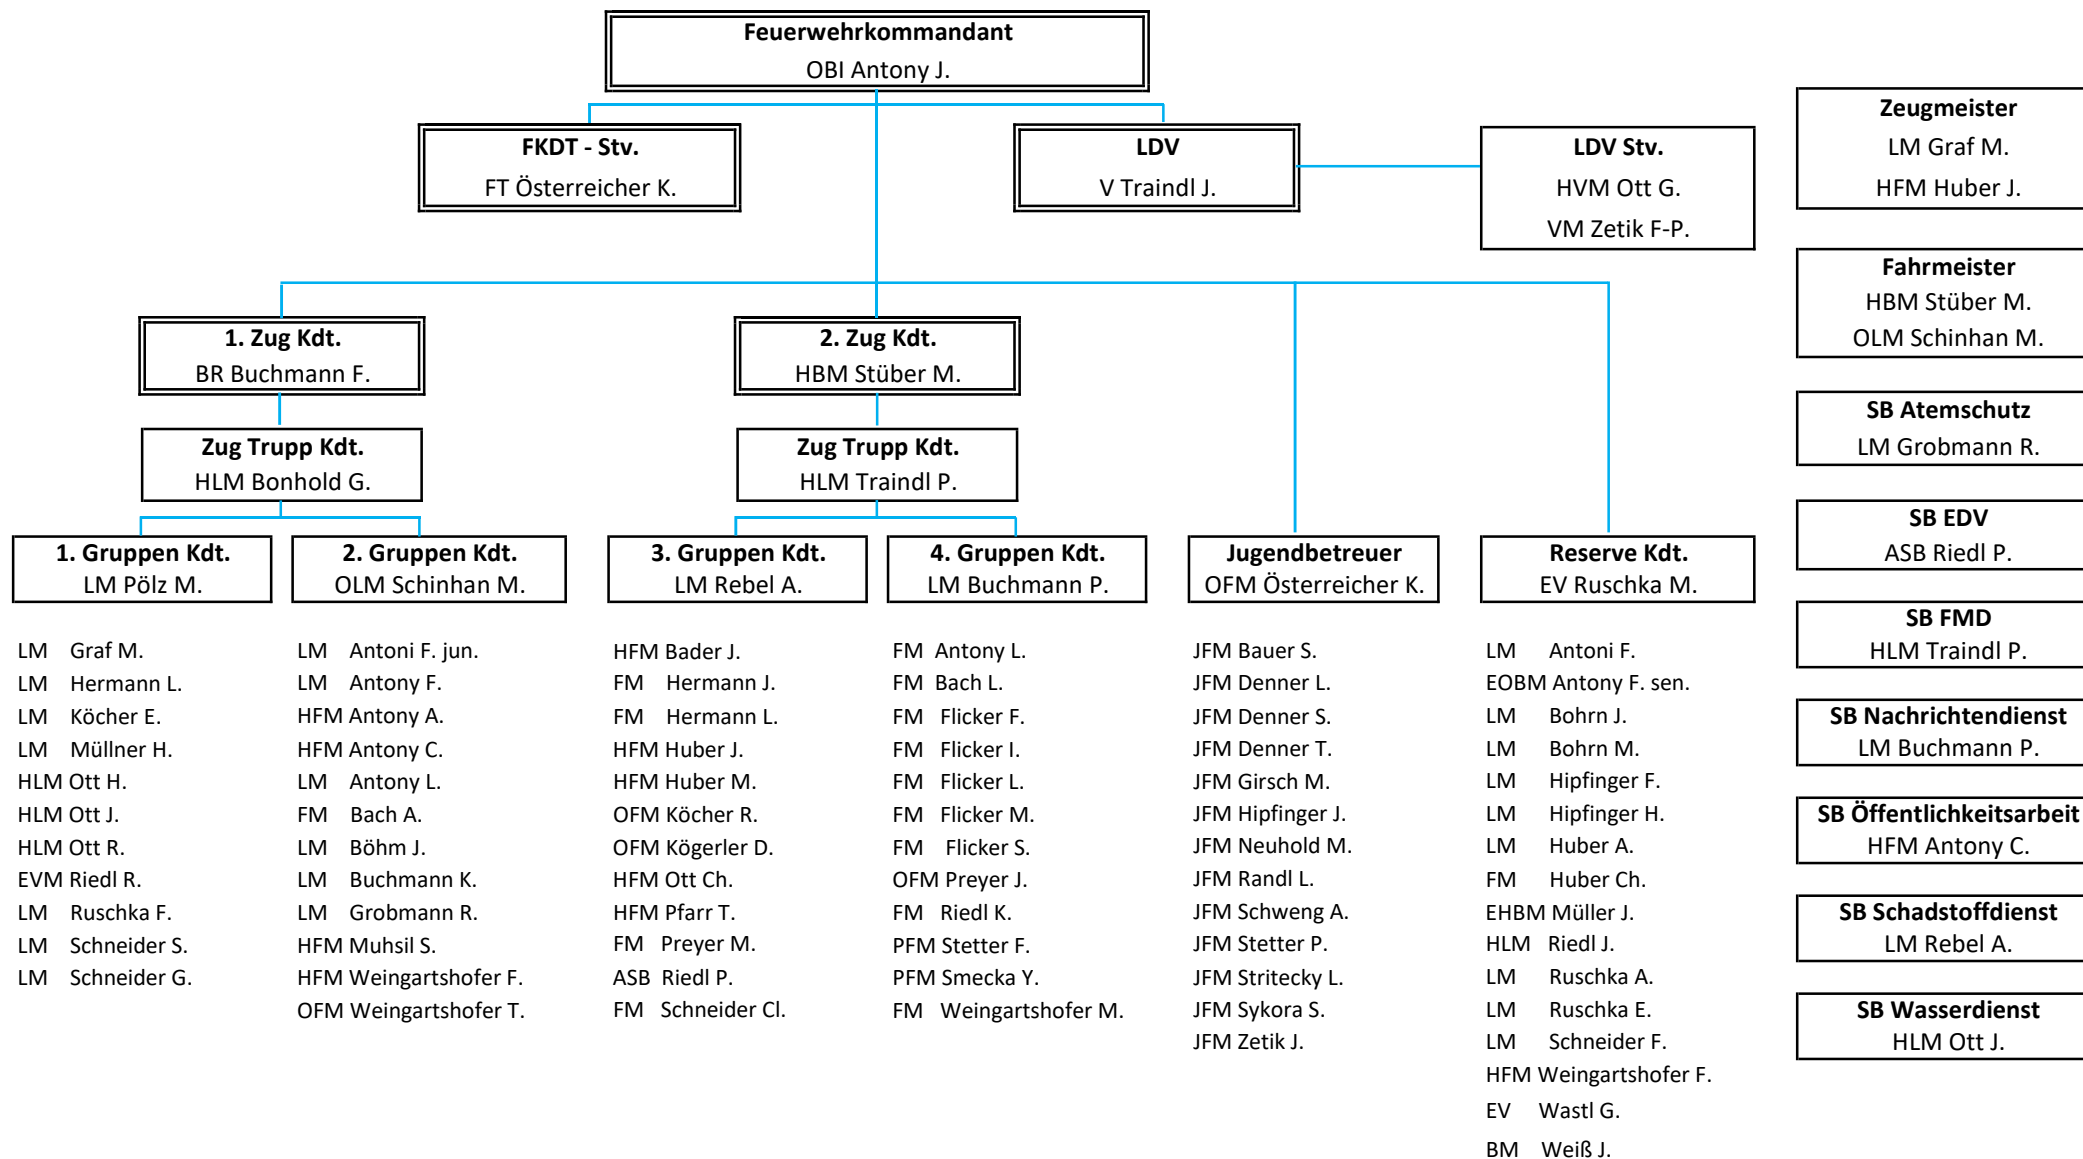 Feuerwehrkommandant
OBI Antony J.
FKDT - Stv.
FT Österreicher K.
LDV
V Traindl J.
LDV Stv.
HVM Ott G.
VM Zetik F-P.
1. Zug Kdt.
BR Buchmann F.
2. Zug Kdt.
HBM Stüber M.
Zug Trupp Kdt.
HLM Bonhold G.
Zug Trupp Kdt.
HLM Traindl P.
1. Gruppen Kdt.
LM Pölz M.
LM Graf M.
LM Hermann L.
LM Köcher E.
LM Müllner H.
HLM Ott H.
HLM Ott J.
HLM Ott R.
EVM Riedl R.
LM Ruschka F.
LM Schneider S.
LM Schneider G.
2. Gruppen Kdt.
OLM Schinhan M.
LM Antoni F. jun.
LM Antony F.
HFM Antony A.
HFM Antony C.
LM Antony L.
FM Bach A.
LM Böhm J.
LM Buchmann K.
LM Grobmann R.
HFM Muhsil S.
HFM Weingartshofer F.
OFM Weingartshofer T.
3. Gruppen Kdt.
LM Rebel A.
HFM Bader J.
FM Hermann J.
FM Hermann L.
HFM Huber J.
HFM Huber M.
OFM Köcher R.
OFM Kögerler D.
HFM Ott Ch.
HFM Pfarr T.
FM Preyer M.
ASB Riedl P.
FM Schneider Cl.
4. Gruppen Kdt.
LM Buchmann P.
FM Antony L.
FM Bach L.
FM Flicker F.
FM Flicker I.
FM Flicker L.
FM Flicker M.
FM Flicker S.
OFM Preyer J.
FM Riedl K.
PFM Stetter F.
PFM Smecka Y.
FM Weingartshofer M.
Jugendbetreuer
OFM Österreicher K.
JFM Bauer S.
JFM Denner L.
JFM Denner S.
JFM Denner T.
JFM Girsch M.
JFM Hipfinger J.
JFM Neuhold M.
JFM Randl L.
JFM Schweng A.
JFM Stetter P.
JFM Stritecky L.
JFM Sykora S.
JFM Zetik J.
Reserve Kdt.
EV Ruschka M.
LM Antoni F.
EOBM Antony F. sen.
LM Bohrn J.
LM Bohrn M.
LM Hipfinger F.
LM Hipfinger H.
LM Huber A.
FM Huber Ch.
EHBM Müller J.
HLM Riedl J.
LM Ruschka A.
LM Ruschka E.
LM Schneider F.
HFM Weingartshofer F.
EV Wastl G.
BM Weiß J.
Zeugmeister
LM Graf M.
HFM Huber J.
Fahrmeister
HBM Stüber M.
OLM Schinhan M.
SB Atemschutz
LM Grobmann R.
SB EDV
ASB Riedl P.
SB FMD
HLM Traindl P.
SB Nachrichtendienst
LM Buchmann P.
SB Öffentlichkeitsarbeit
HFM Antony C.
SB Schadstoffdienst
LM Rebel A.
SB Wasserdienst
HLM Ott J.